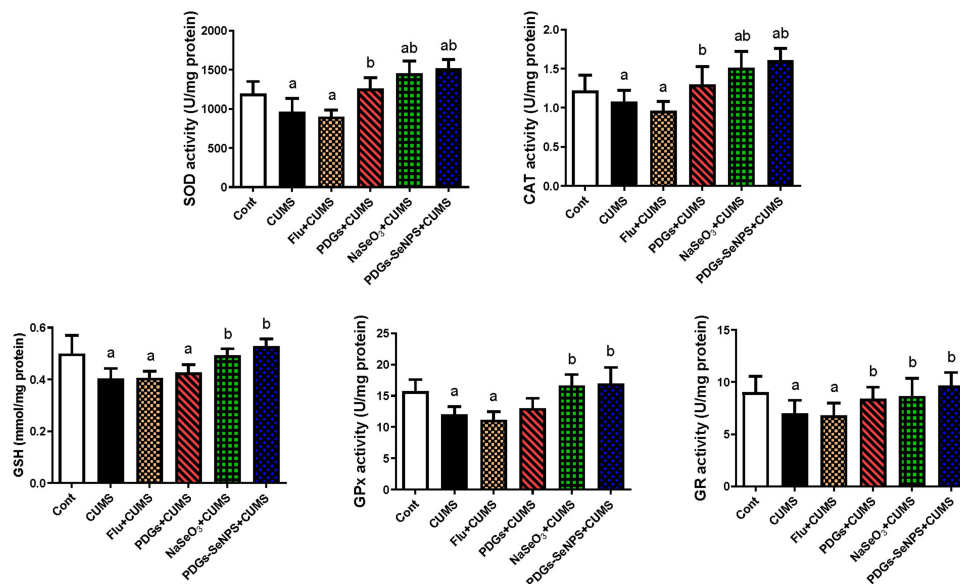 SOD activity (U/mg protein)
2000
1500
1000
500
0
a
a
b
ab
ab
Cont
CUMS
Flu+CUMS
PDGs+CUMS
NaSeO₃+CUMS
PDGs-SeNPS+CUMS
CAT activity (U/mg protein)
2.0
1.5
1.0
0.5
0.0
a
a
b
ab
ab
Cont
CUMS
Flu+CUMS
PDGs+CUMS
NaSeO₃+CUMS
PDGs-SeNPS+CUMS
GSH (mmol/mg protein)
0.6
0.4
0.2
0.0
a
a
a
b
b
Cont
CUMS
Flu+CUMS
PDGs+CUMS
NaSeO₃+CUMS
PDGs-SeNPS+CUMS
GPx activity (U/mg protein)
25
20
15
10
5
0
a
a
b
b
Cont
CUMS
Flu+CUMS
PDGs+CUMS
NaSeO₃+CUMS
PDGs-SeNPS+CUMS
GR activity (U/mg protein)
15
10
5
0
a
a
b
b
b
Cont
CUMS
Flu+CUMS
PDGs+CUMS
NaSeO₃+CUMS
PDGs-SeNPS+CUMS